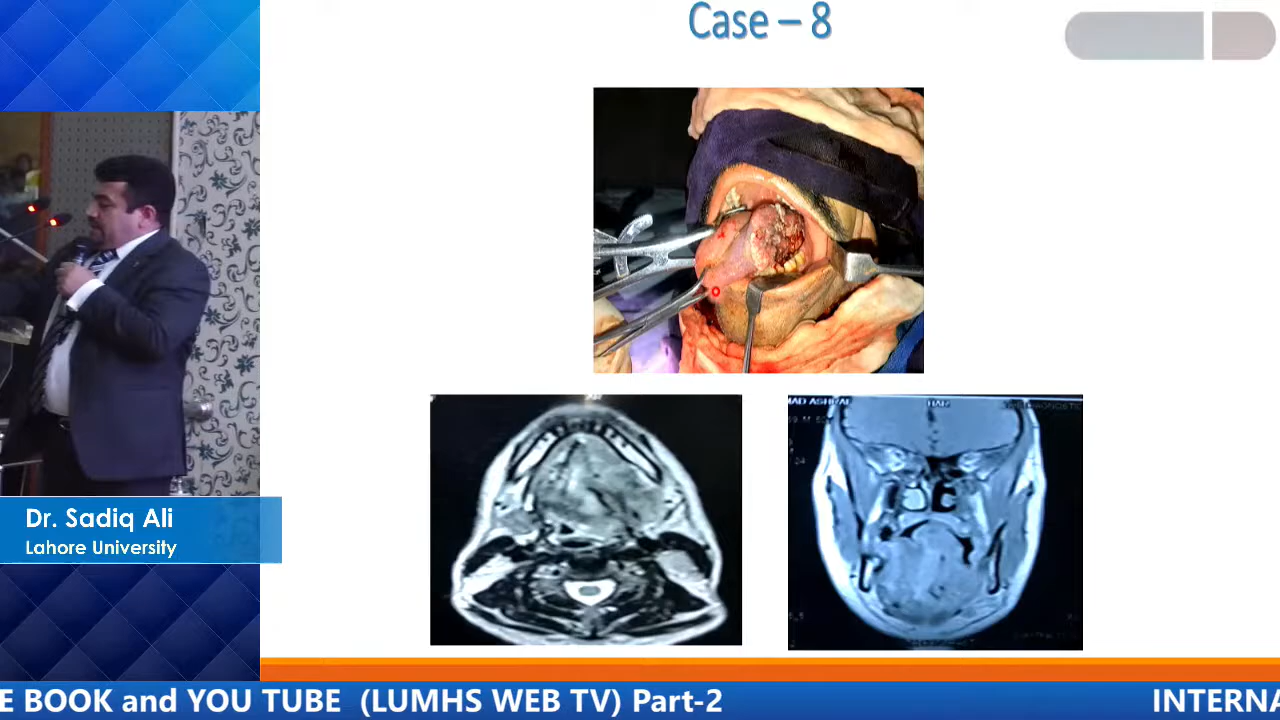 Case – 8
Dr. Sadiq Ali
Lahore University
E BOOK and YOU TUBE (LUMHS WEB TV) Part-2
INTERNA